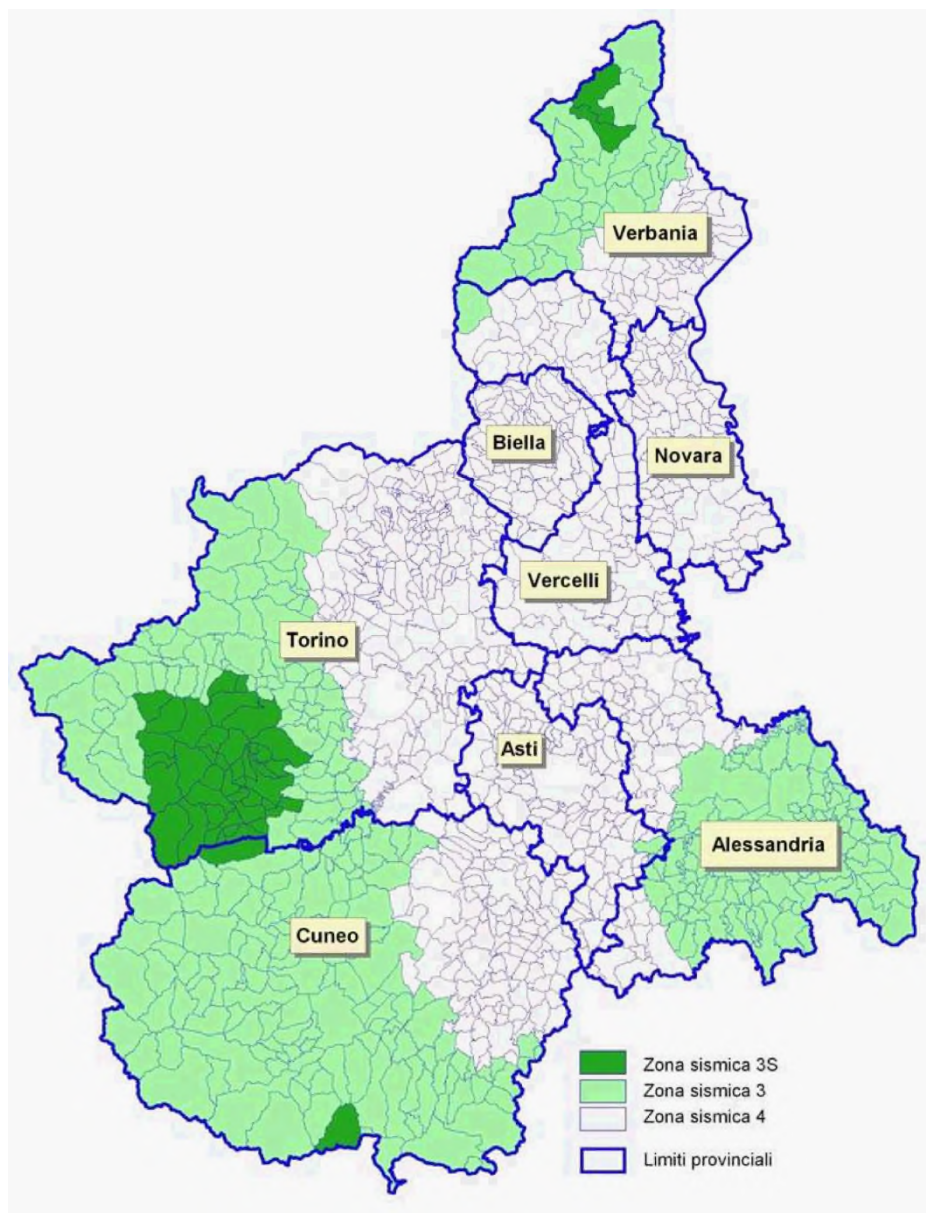 Verbania
Biella
Novara
Vercelli
Torino
Asti
Alessandria
Cuneo
Zona sismica 3S
Zona sismica 3
Zona sismica 4
Limiti provinciali